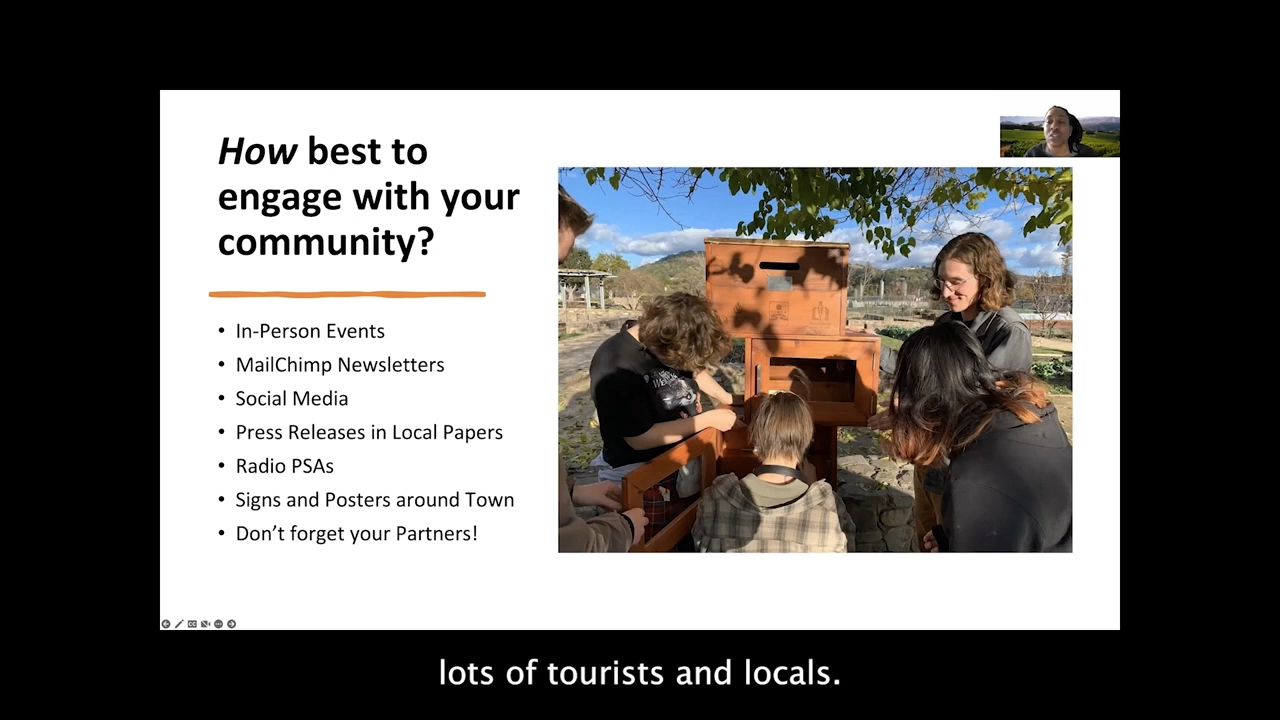 How best to
engage with your
community?
• In-Person Events
• MailChimp Newsletters
• Social Media
• Press Releases in Local Papers
• Radio PSAs
• Signs and Posters around Town
• Don't forget your Partners!
lots of tourists and locals.